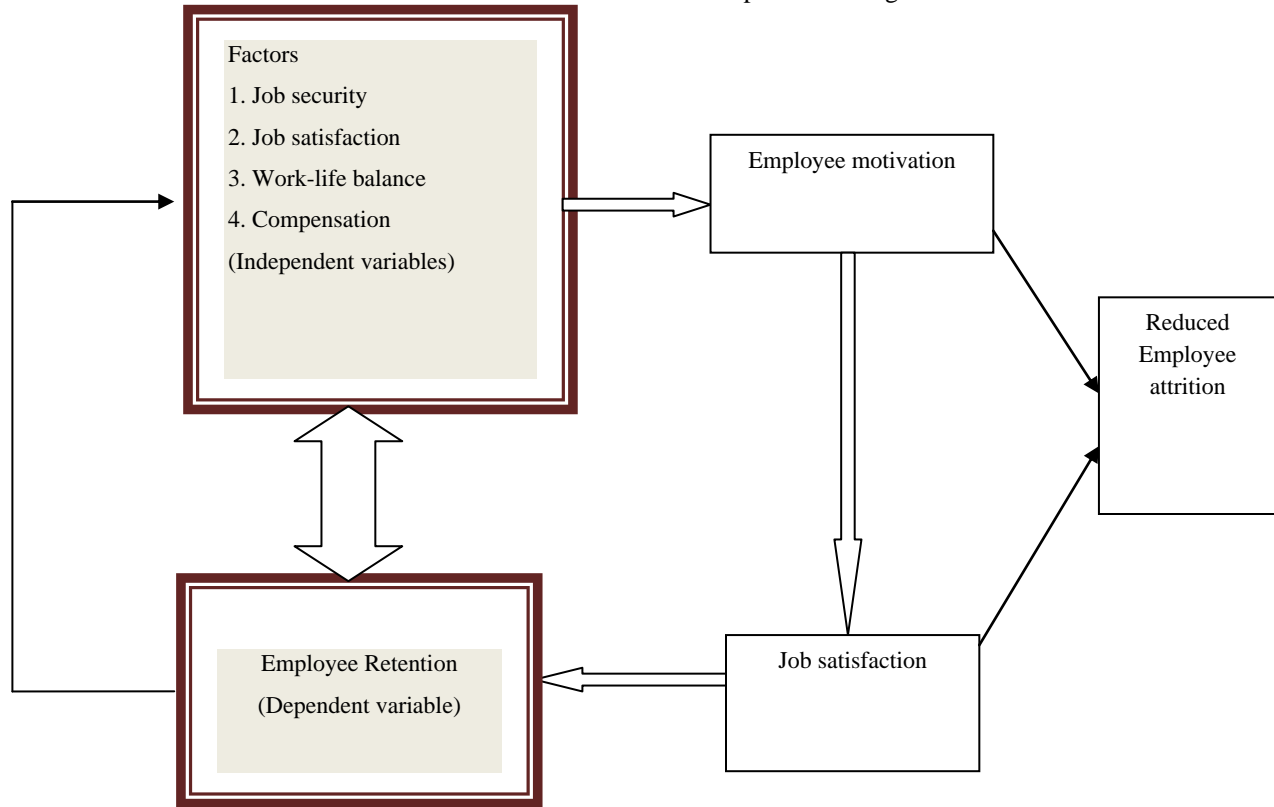 Factors
1. Job security
2. Job satisfaction
3. Work-life balance
4. Compensation
(Independent variables)
Employee motivation
Reduced
Employee
attrition
Employee Retention
(Dependent variable)
Job satisfaction